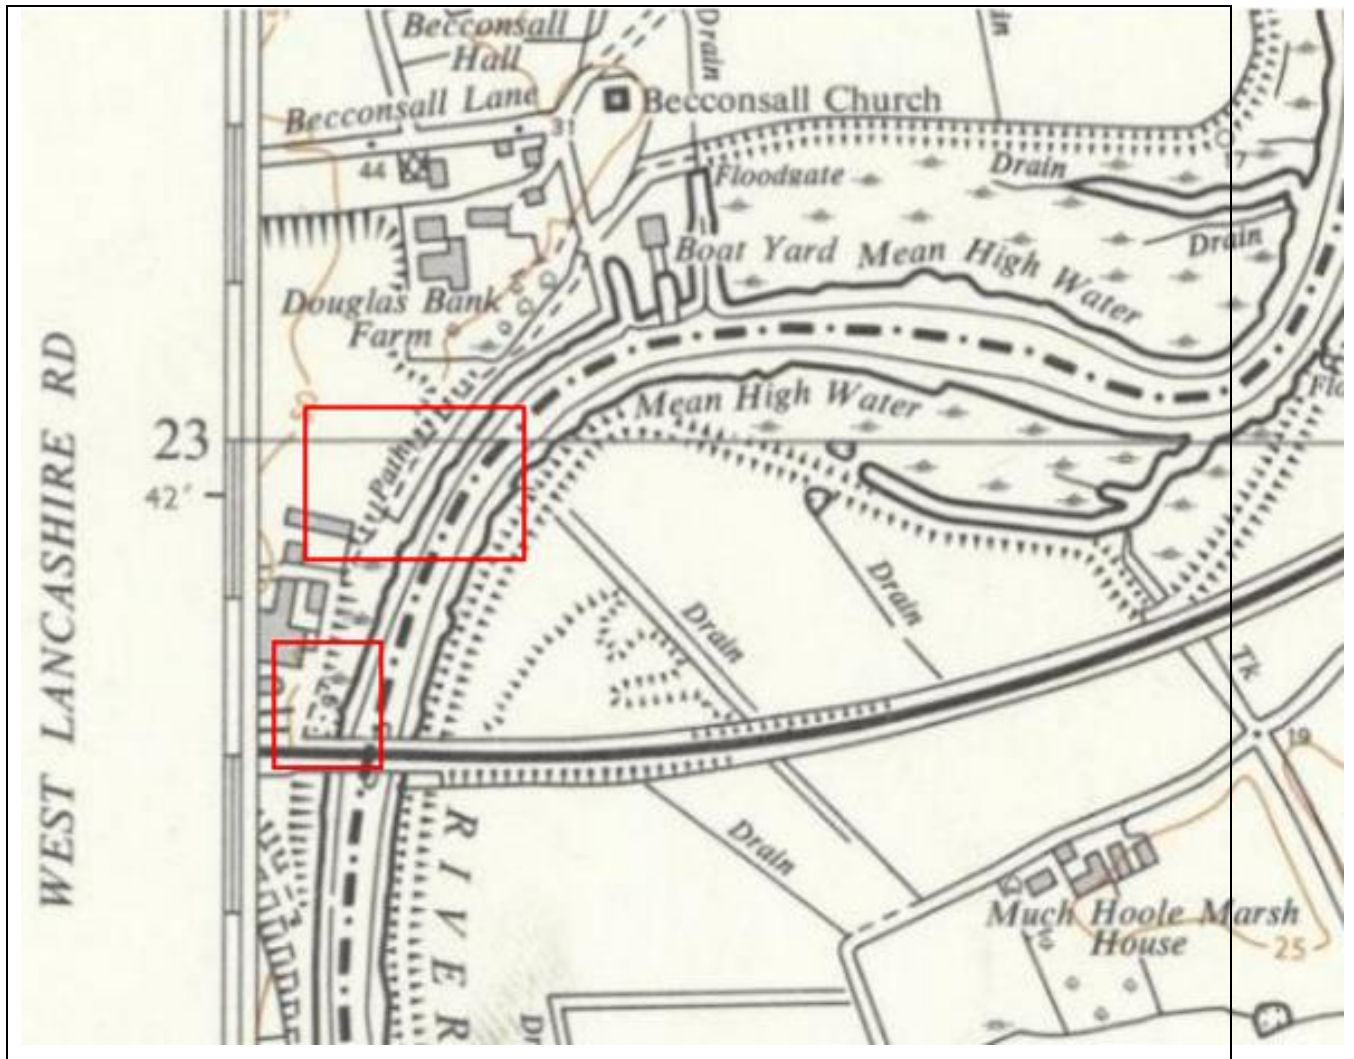 Becconsall
Hall
Drain
Becconsall Lane
Becconsall Church
31
44
Floodgate
Drain
17
Drain
Boat Yard
Mean High Water
Douglas Bank
Farm
50
WEST LANCASHIRE RD
Mean High Water
23
Path
42′
Drain
Drain
Tk
19
RIVER
Drain
Much Hoole Marsh
House
25